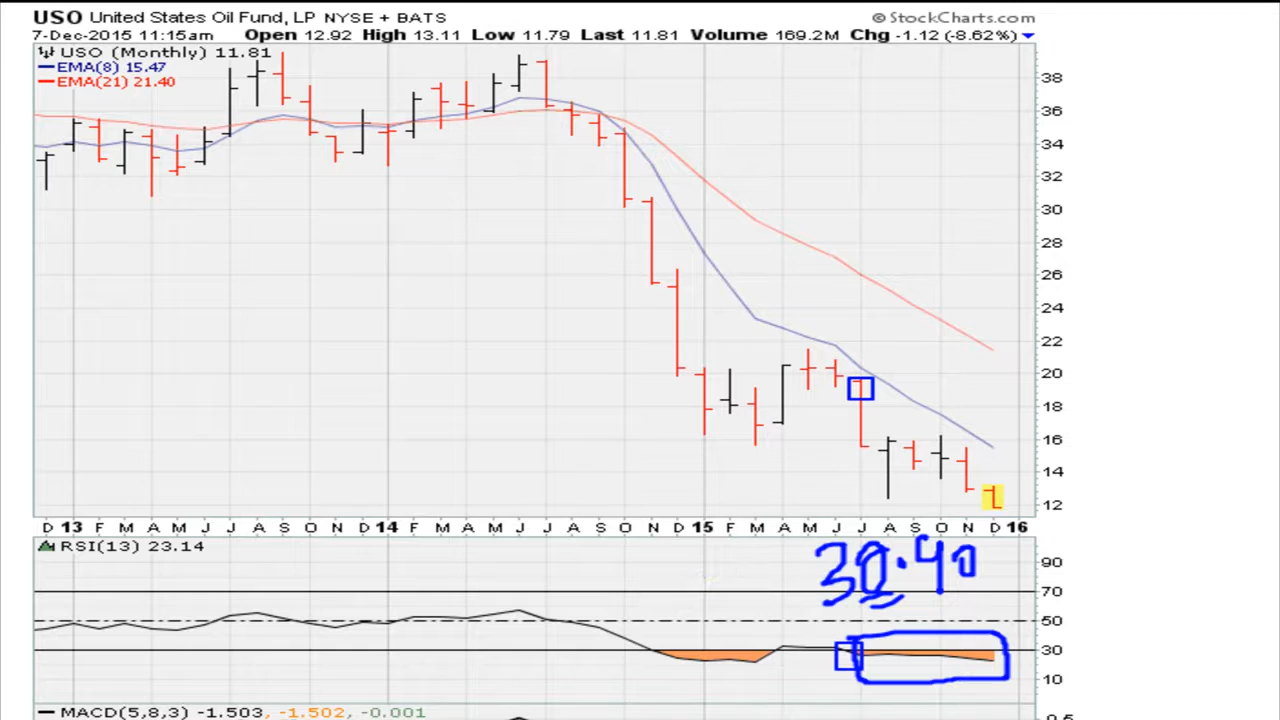 USO United States Oil Fund, LP NYSE + BATS © StockCharts.com
7-Dec-2015 11:15am Open 12.92 High 13.11 Low 11.79 Last 11.81 Volume 169.2M Chg -1.12 (-8.62%)
USO (Monthly) 11.81
EMA(8) 15.47
EMA(21) 21.40
38
36
34
32
30
28
26
24
22
20
18
16
14
12
D 13 F M A M J J A S O N D 14 F M A M J J A S O N D 15 F M A M J J A S O N D 16
RSI(13) 23.14
30.40
90
70
50
30
10
MACD(5,8,3) -1.503, -1.502, -0.001
0.5